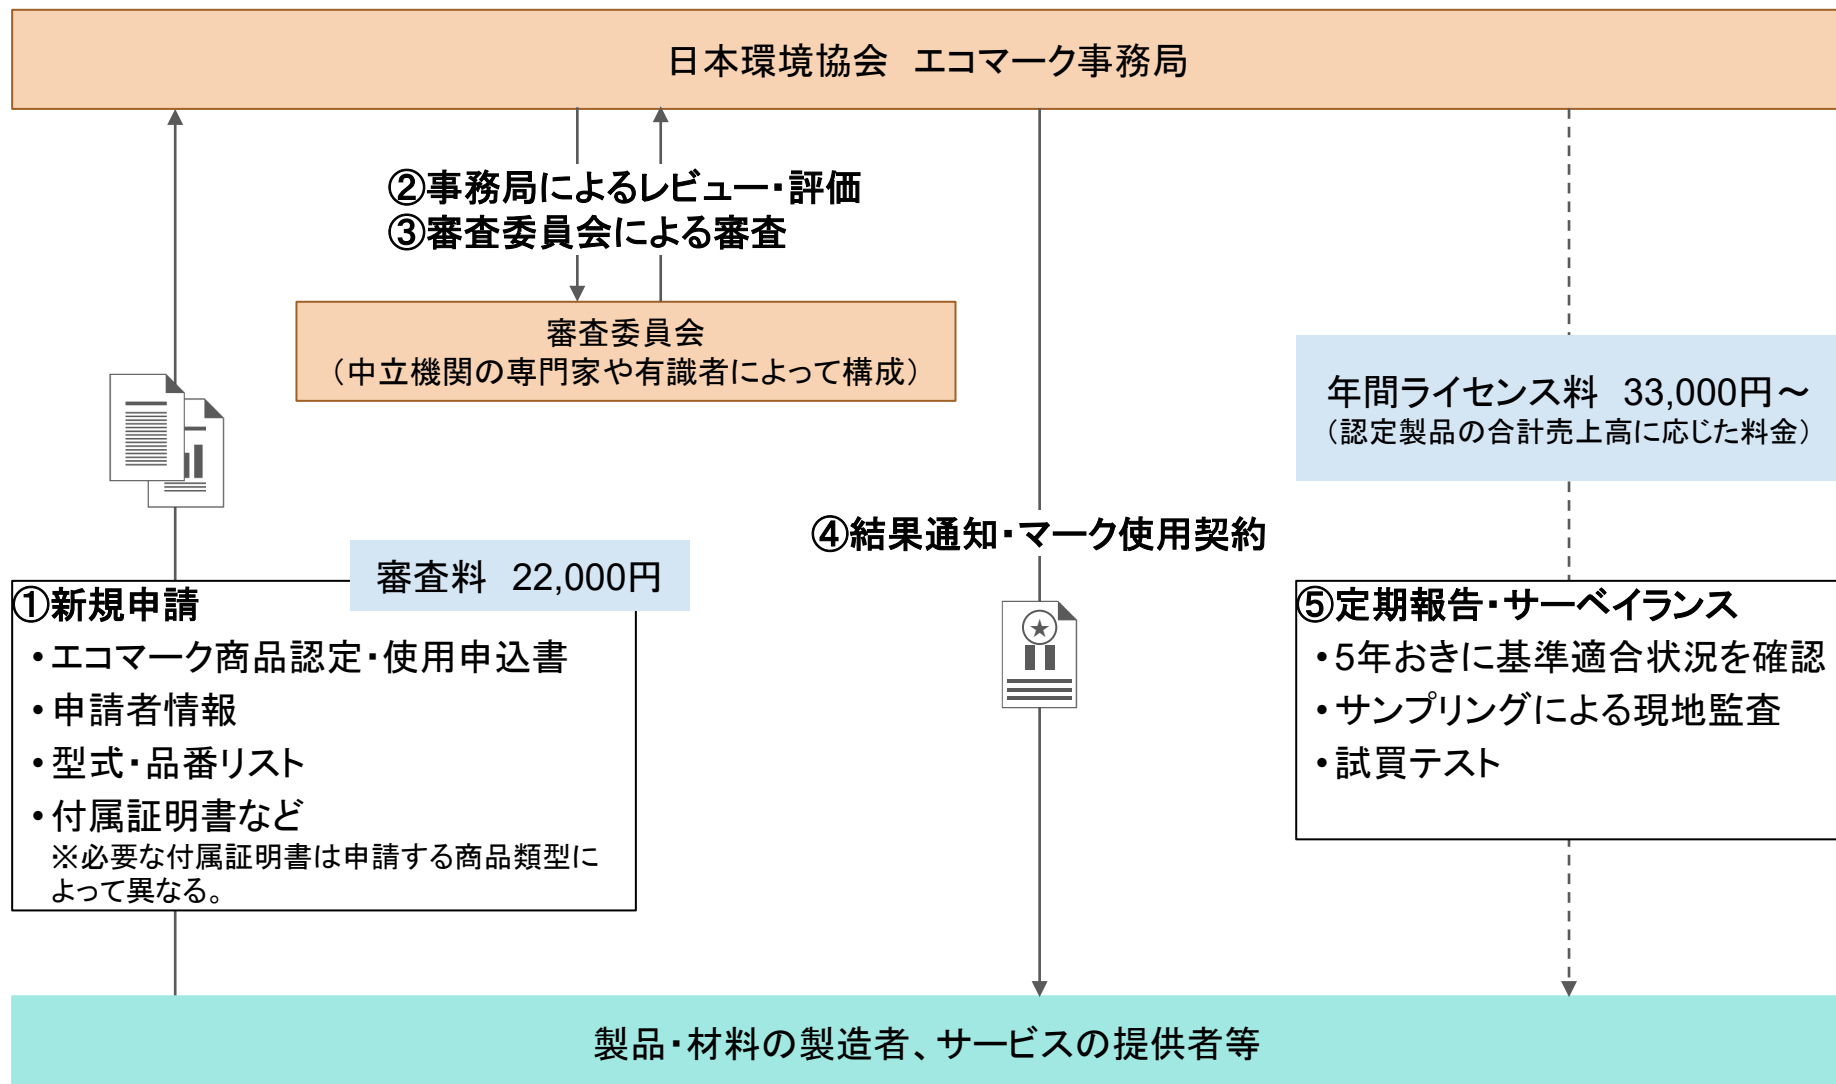 日本環境協会　エコマーク事務局
②事務局によるレビュー・評価
③審査委員会による審査
審査委員会
（中立機関の専門家や有識者によって構成）
年間ライセンス料　33,000円～
（認定製品の合計売上高に応じた料金）
④結果通知・マーク使用契約
審査料　22,000円
①新規申請
・エコマーク商品認定・使用申込書
・申請者情報
・型式・品番リスト
・付属証明書など
※必要な付属証明書は申請する商品類型に
よって異なる。
⑤定期報告・サーベイランス
・5年おきに基準適合状況を確認
・サンプリングによる現地監査
・試買テスト
製品・材料の製造者、サービスの提供者等